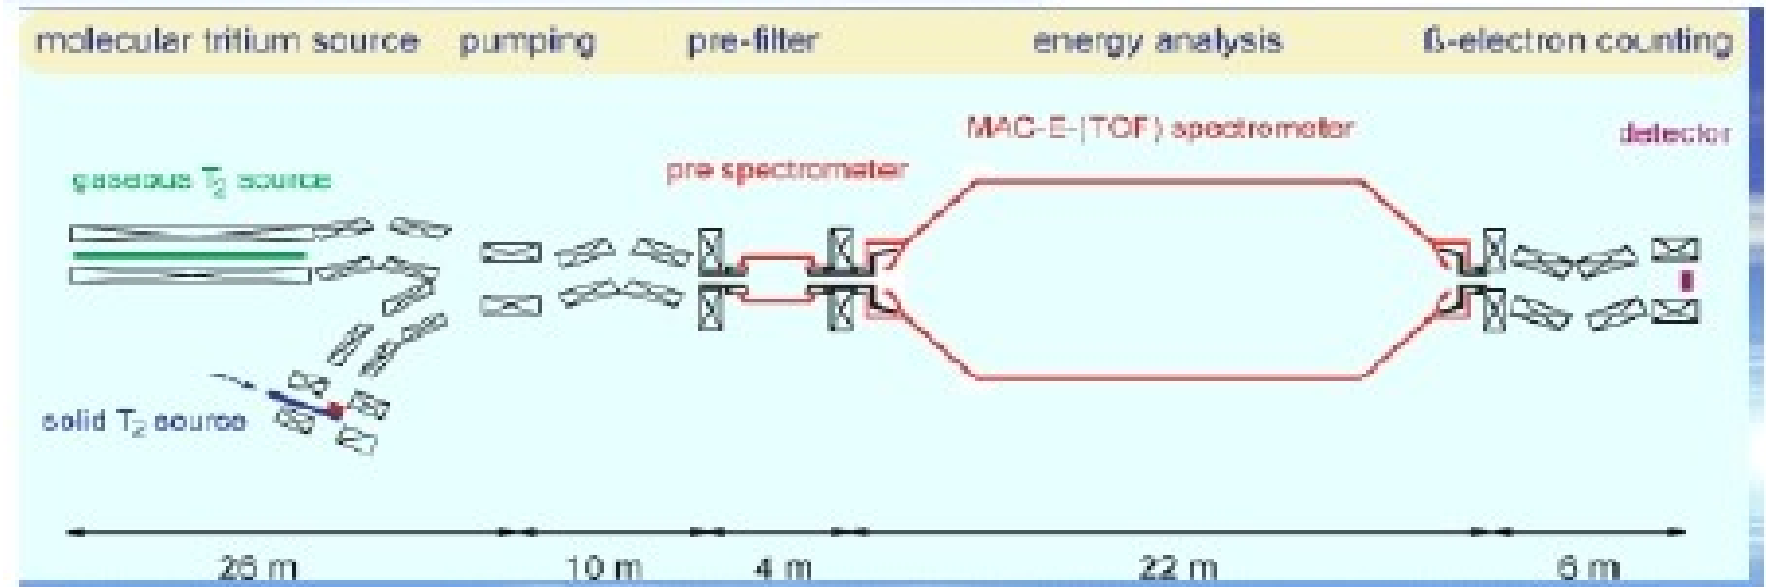 molecular tritium source pumping pre-filter energy analysis ß-electron counting
MAC-E-(TOF) spectrometer
detector
pre spectrometer
gaseous T2 source
solid T2 source
10 m 4 m 22 m 6 m